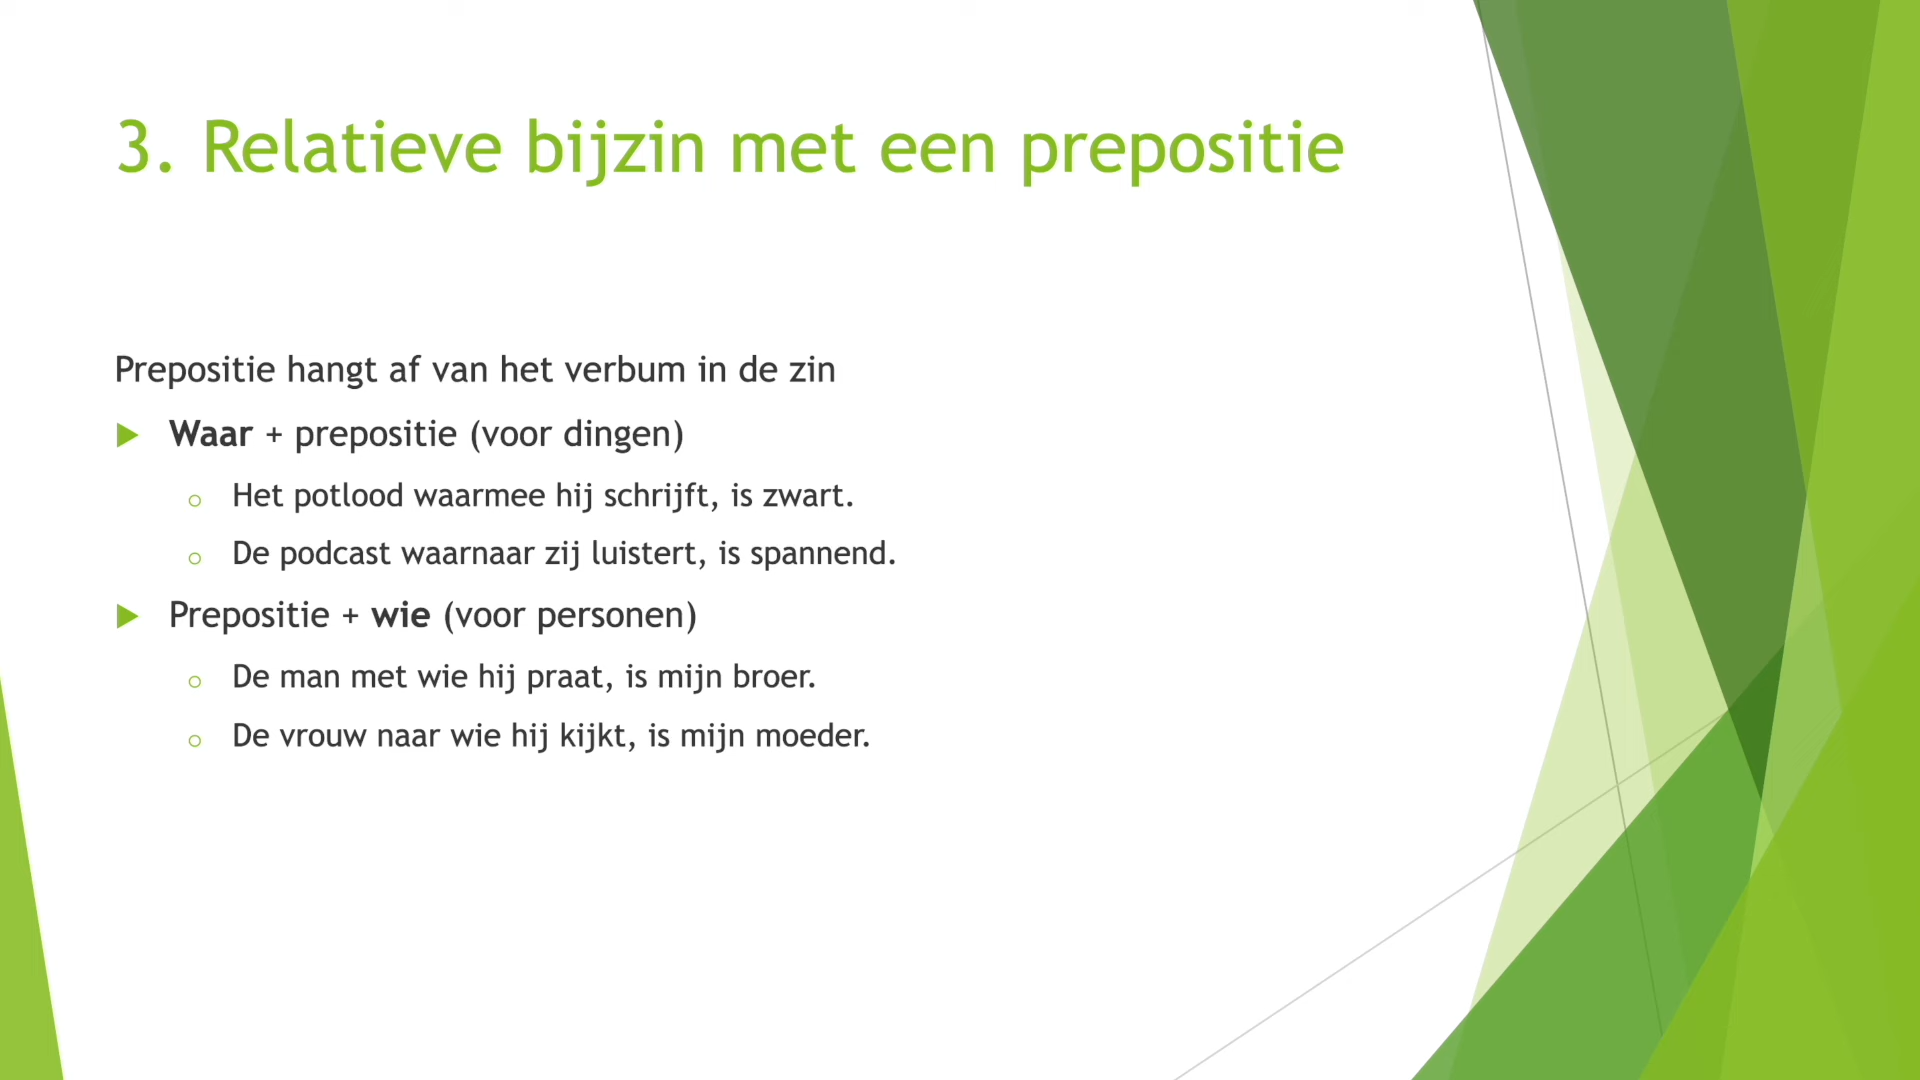 3. Relatieve bijzin met een prepositie
Prepositie hangt af van het verbum in de zin
Waar + prepositie (voor dingen)
Het potlood waarmee hij schrijft, is zwart.
De podcast waarnaar zij luistert, is spannend.
Prepositie + wie (voor personen)
De man met wie hij praat, is mijn broer.
De vrouw naar wie hij kijkt, is mijn moeder.